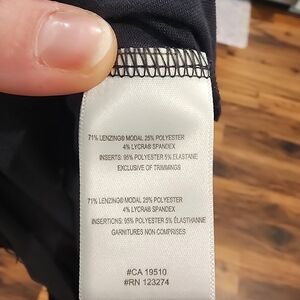 71% LENZING® MODAL 25% POLYESTER
4% LYCRA® SPANDEX
INSERTS: 95% POLYESTER 5% ELASTANE
EXCLUSIVE OF TRIMMINGS
71% LENZING® MODAL 25% POLYESTER
4% LYCRA® SPANDEX
INSERTIONS: 95% POLYESTER 5% ÉLASTHANNE
GARNITURES NON COMPRISES
#CA 19510
#RN 123274